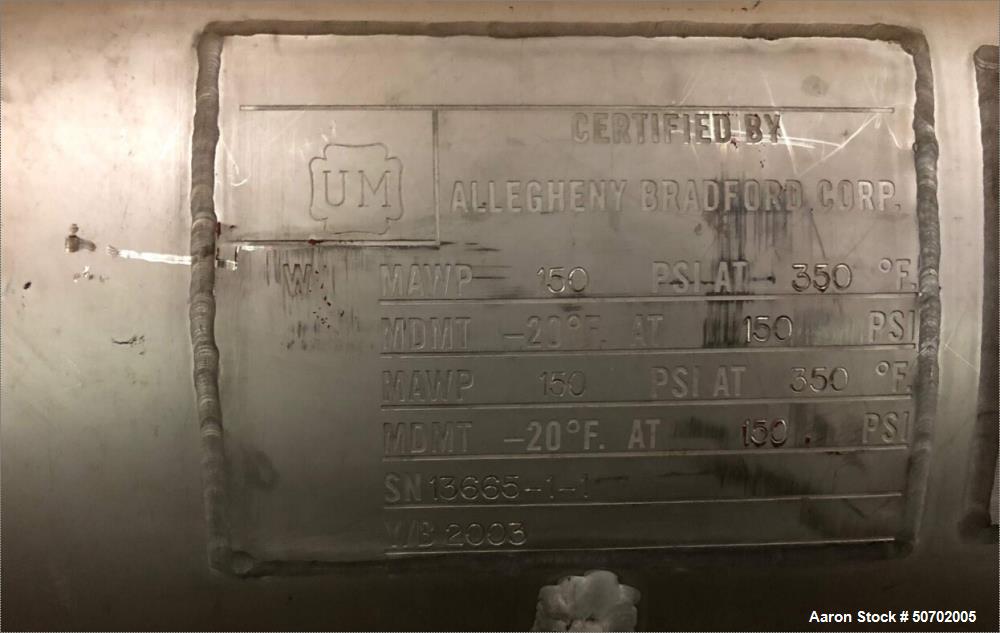 CERTIFIED BY
UM
ALLEGHENY BRADFORD CORP.
W
MAWP 150 PSI AT 350 °F.
MDMT -20°F. AT 150 PSI
MAWP 150 PSI AT 350 °F.
MDMT -20°F. AT 150 PSI
SN 13665-1-1
Y/B 2003
Aaron Stock # 50702005